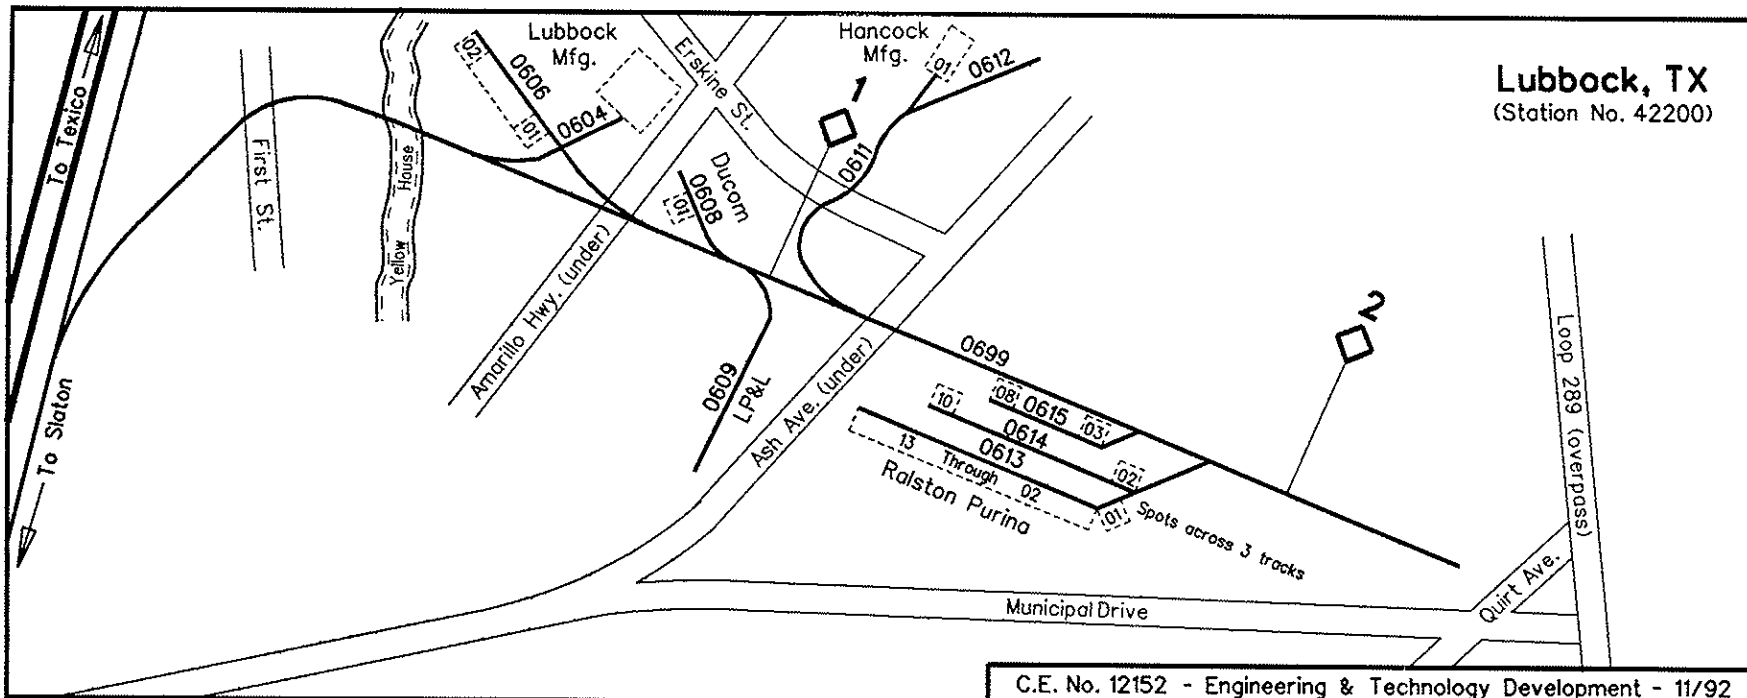 Lubbock, TX
(Station No. 42200)
To Texico
To Slaton
First St.
Yellow House
02
0606
01
0604
Lubbock
Mfg.
Erskine St.
Hancock
Mfg.
01
0612
1
0611
Ducom
0608
01
Amarillo Hwy. (under)
0609
LP&L
Ash Ave. (under)
0699
2
Loop 289 (overpass)
08
0615
03
10
0614
02
0613
13 Through 02
01
Ralston Purina
Spots across 3 tracks
Municipal Drive
Quirt Ave.
C.E. No. 12152 - Engineering & Technology Development - 11/92